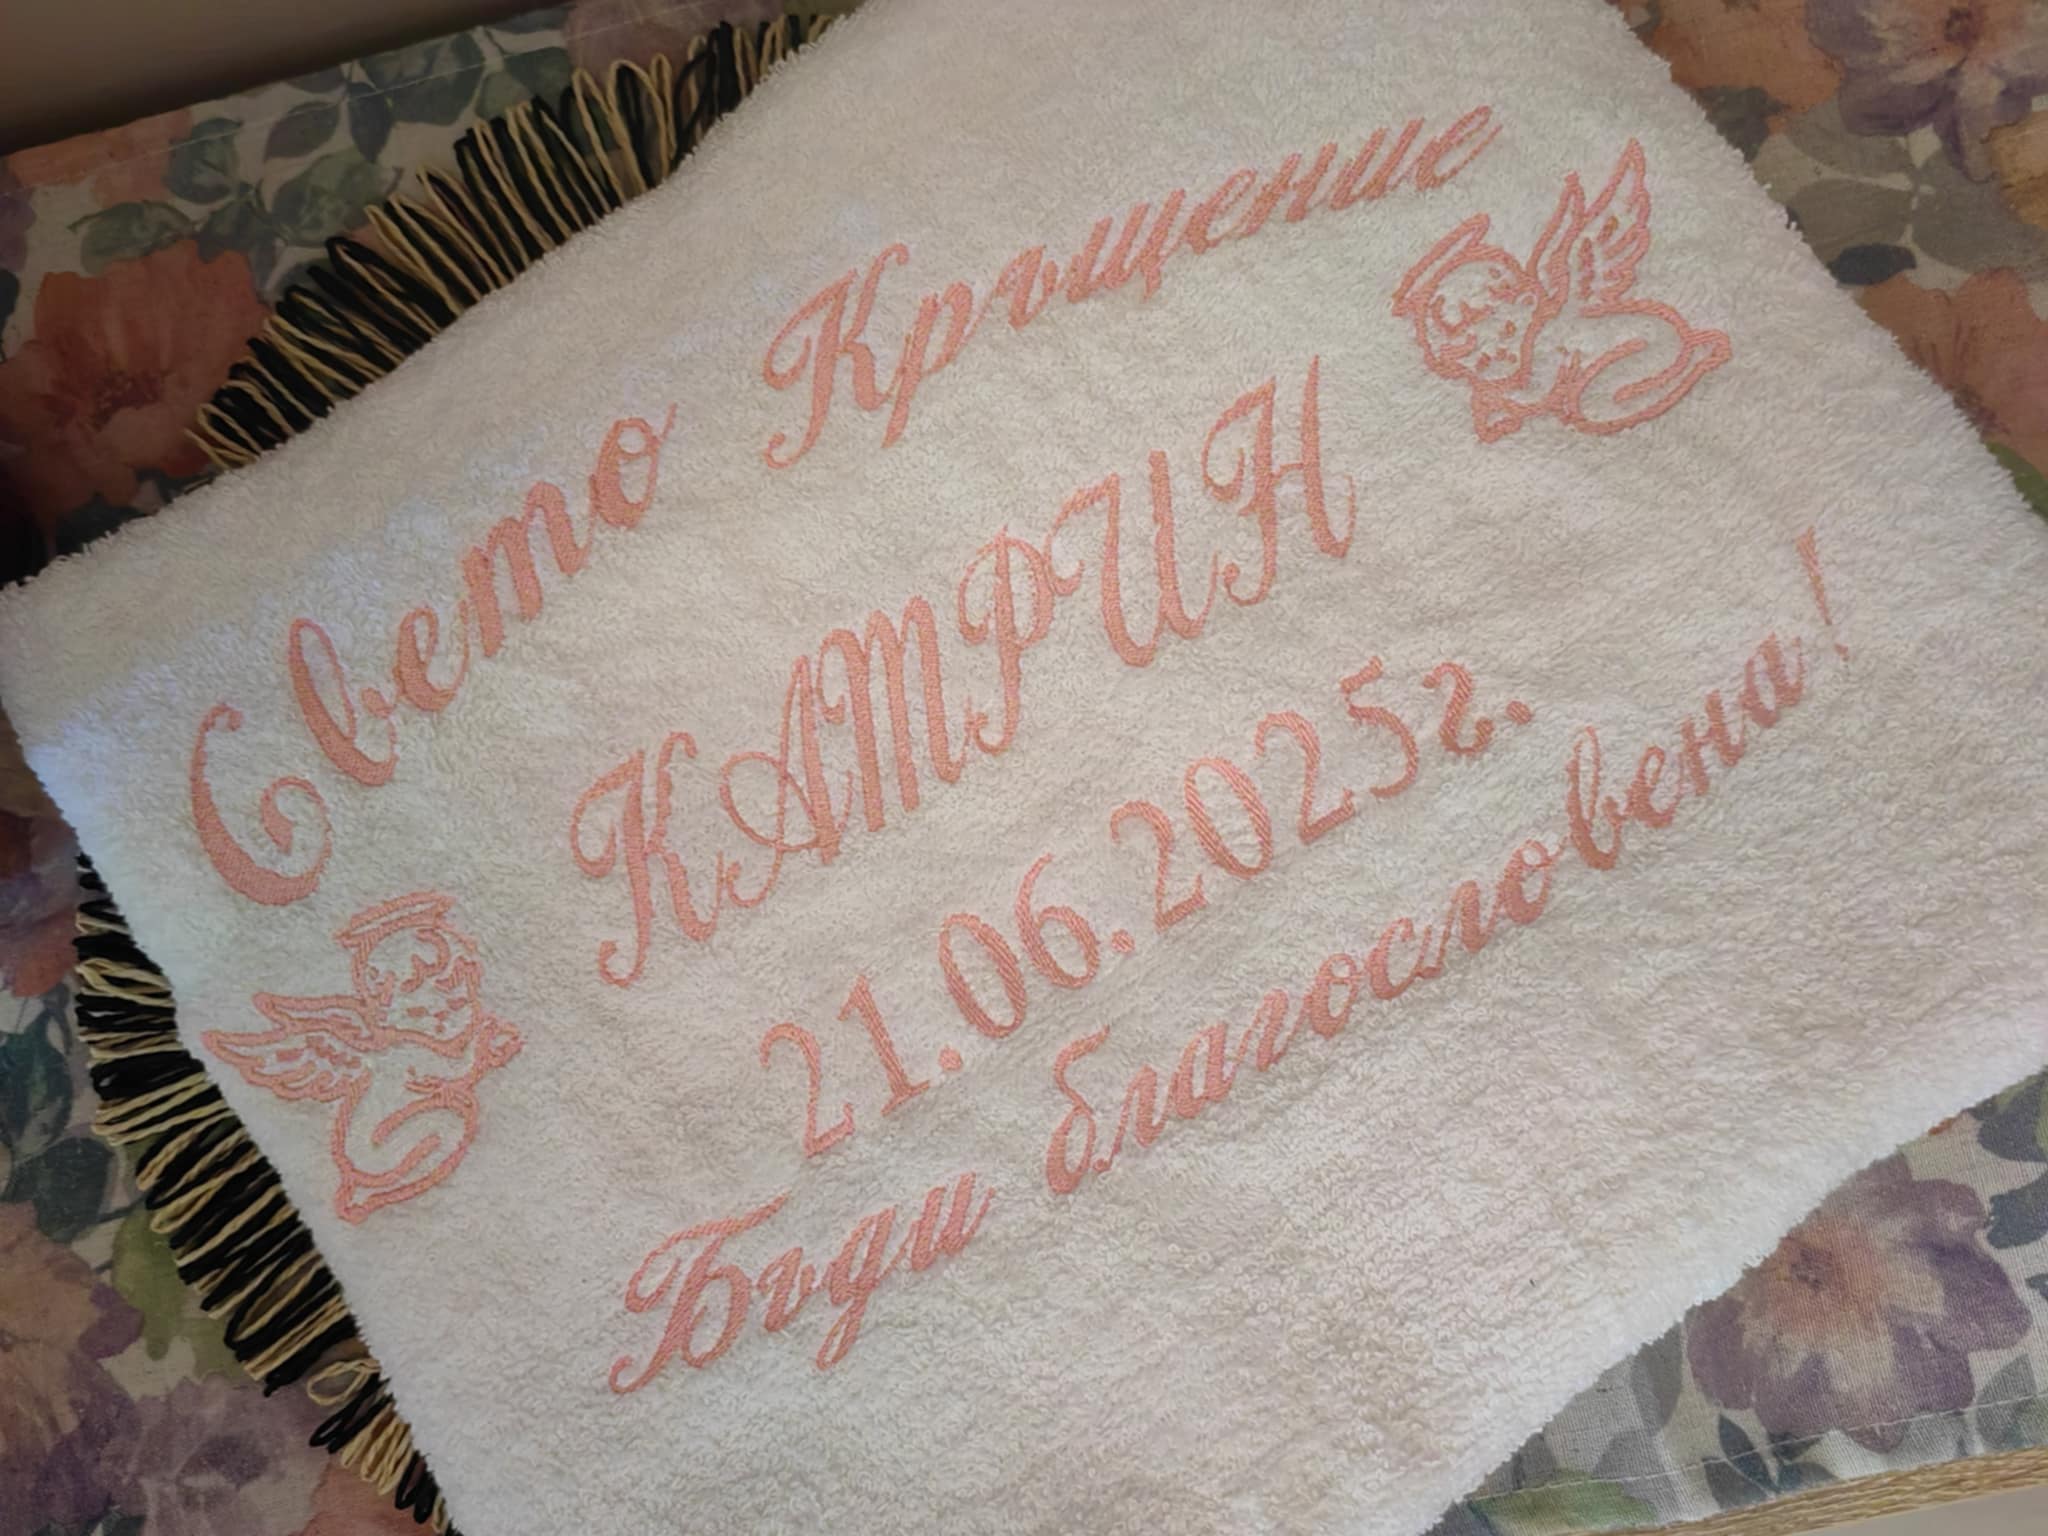 Свето Кръщение
КАТРИН
21.06.2025г.
Бъди благословена!